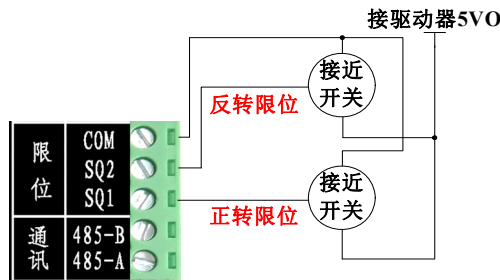 接驱动器5VO
接近
开关
反转限位
限位
COM
SQ2
SQ1
接近
开关
正转限位
通讯
485-B
485-A